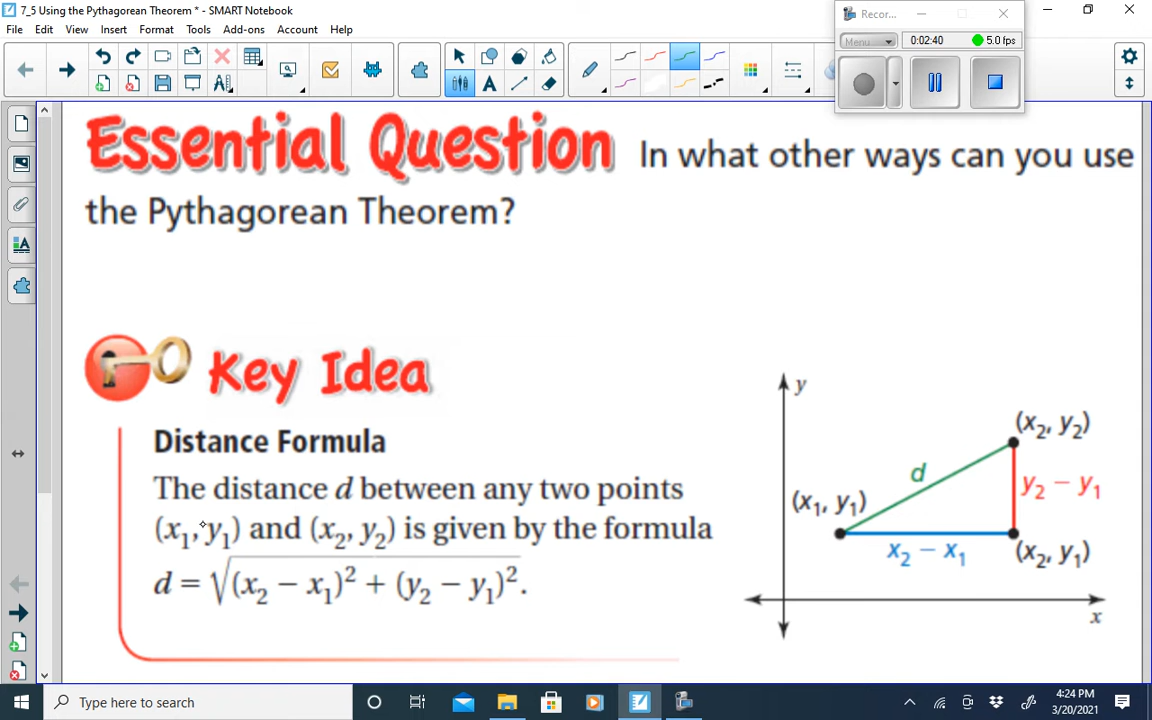 7_5 Using the Pythagorean Theorem * - SMART Notebook
Recor...
File Edit View Insert Format Tools Add-ons Account Help
Menu
0:02:40
5.0 fps
Essential Question In what other ways can you use
the Pythagorean Theorem?
Key Idea
Distance Formula
The distance d between any two points
(x₁, y₁) and (x₂, y₂) is given by the formula
d = √(x₂ − x₁)² + (y₂ − y₁)².
y
(x₂, y₂)
d
(x₁, y₁)
y₂ − y₁
x₂ − x₁
(x₂, y₁)
x
Type here to search
4:24 PM
3/20/2021